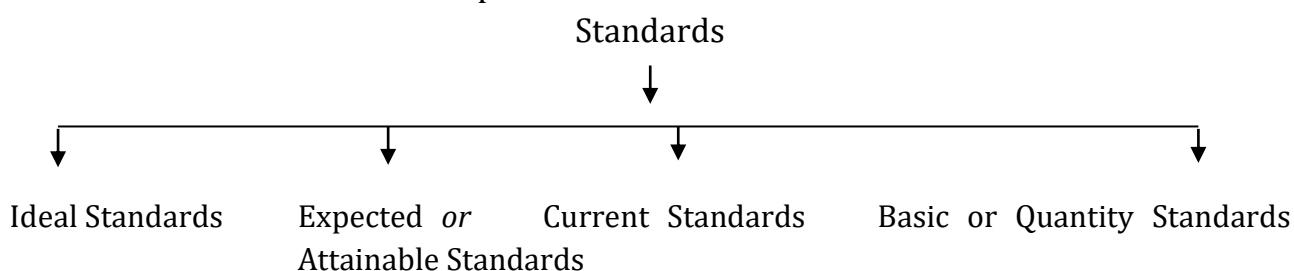 Standards
Ideal Standards Expected or Current Standards Basic or Quantity Standards
Attainable Standards